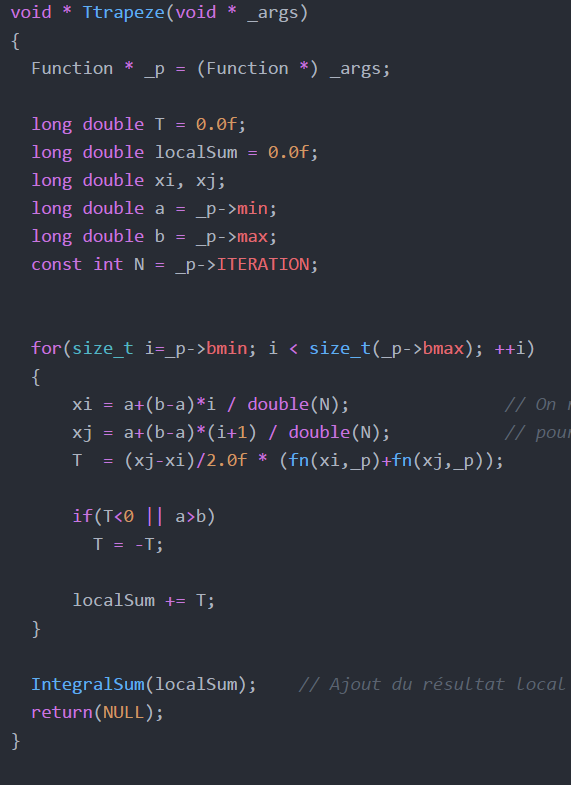 void * Ttrapeze(void * _args)
{
Function * _p = (Function *) _args;
long double T = 0.0f;
long double localSum = 0.0f;
long double xi, xj;
long double a = _p->min;
long double b = _p->max;
const int N = _p->ITERATION;
for(size_t i=_p->bmin; i < size_t(_p->bmax); ++i)
{
xi = a+(b-a)*i / double(N); // On
xj = a+(b-a)*(i+1) / double(N); // pour
T  = (xj-xi)/2.0f * (fn(xi,_p)+fn(xj,_p));
if(T<0 || a>b)
T = -T;
localSum += T;
}
IntegralSum(localSum); // Ajout du résultat local
return(NULL);
}